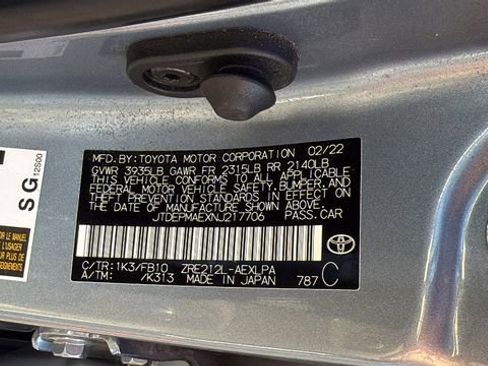 MFD. BY: TOYOTA MOTOR CORPORATION 02/22
GVWR 3935LB GAWR FR 2315LB RR 2140LB
THIS VEHICLE CONFORMS TO ALL APPLICABLE
FEDERAL MOTOR VEHICLE SAFETY, BUMPER, AND
THEFT PREVENTION STANDARDS IN EFFECT ON
THE DATE OF MANUFACTURE SHOWN ABOVE.
JTDEPMAEXNJ217706 PASS.CAR
C/TR: 1K3/FB10 ZRE212L-AEXLPA
A/TM: /K313 MADE IN JAPAN 787 C
SG 12S00